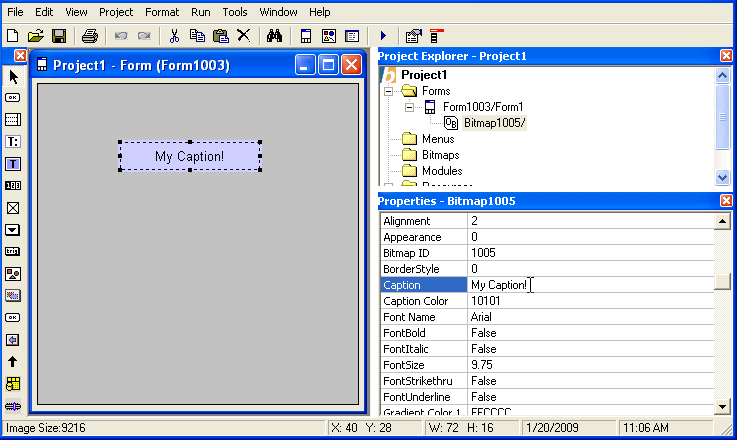 File Edit View Project Format Run Tools Window Help
Project1 - Form (Form1003)
My Caption!
Project Explorer - Project1
Project1
Forms
Form1003/Form1
Bitmap1005/
Menus
Bitmaps
Modules
Resources
Properties - Bitmap1005
Alignment 2
Appearance 0
Bitmap ID 1005
BorderStyle 0
Caption My Caption!
Caption Color 10101
Font Name Arial
FontBold False
FontItalic False
FontSize 9.75
FontStrikethru False
FontUnderline False
Gradient Color 1 FFCCCC
Image Size:9216 X: 40 Y: 28 W: 72 H: 16 1/20/2009 11:06 AM